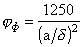 φ_ф = 1250 / (a/δ)²